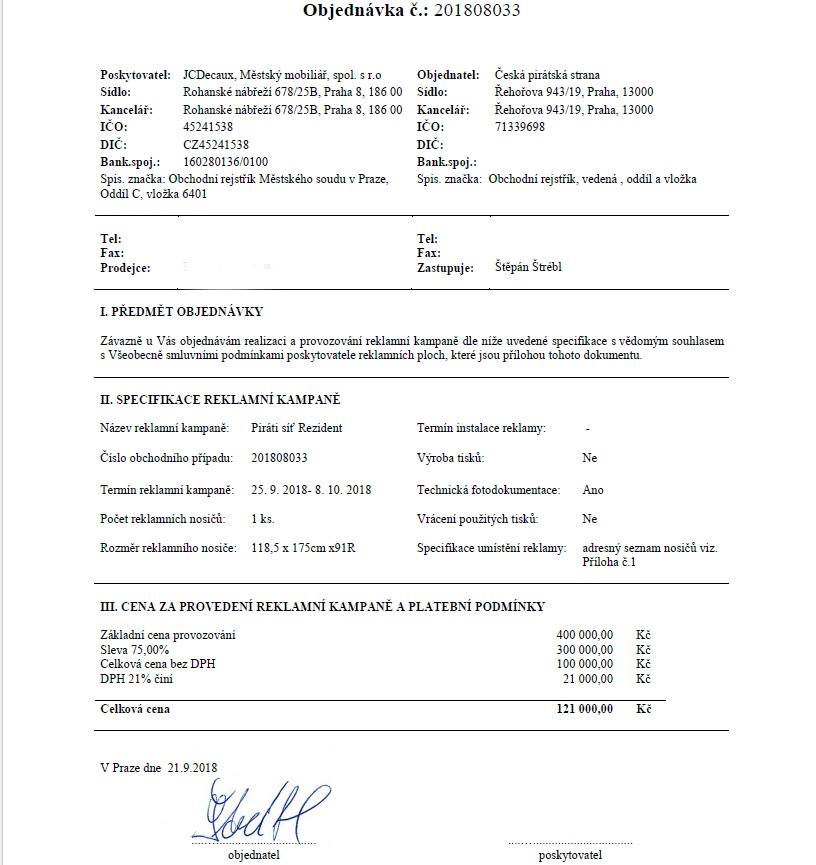 Objednávka č.: 201808033
Poskytovatel: JCDecaux, Městský mobiliář, spol. s r.o
Sídlo: Rohanské nábřeží 678/25B, Praha 8, 186 00
Kancelář: Rohanské nábřeží 678/25B, Praha 8, 186 00
IČO: 45241538
DIČ: CZ45241538
Bank.spoj.: 160280136/0100
Spis. značka: Obchodní rejstřík Městského soudu v Praze,
Oddíl C, vložka 6401
Objednatel: Česká pirátská strana
Sídlo: Řehořova 943/19, Praha, 13000
Kancelář: Řehořova 943/19, Praha, 13000
IČO: 71339698
DIČ:
Bank.spoj.:
Spis. značka: Obchodní rejstřík, vedená , oddíl a vložka
Tel:
Fax:
Prodejce:
Tel:
Fax:
Zastupuje: Štěpán Štrébl
I. PŘEDMĚT OBJEDNÁVKY
Závazně u Vás objednávám realizaci a provozování reklamní kampaně dle níže uvedené specifikace s vědomým souhlasem
s Všeobecně smluvními podmínkami poskytovatele reklamních ploch, které jsou přílohou tohoto dokumentu.
II. SPECIFIKACE REKLAMNÍ KAMPANĚ
Název reklamní kampaně: Piráti síť Rezident
Termín instalace reklamy: -
Číslo obchodního případu: 201808033
Výroba tisků: Ne
Termín reklamní kampaně: 25. 9. 2018- 8. 10. 2018
Technická fotodokumentace: Ano
Počet reklamních nosičů: 1 ks.
Vrácení použitých tisků: Ne
Rozměr reklamního nosiče: 118,5 x 175cm x91R
Specifikace umístění reklamy: adresný seznam nosičů viz.
Příloha č.1
III. CENA ZA PROVEDENÍ REKLAMNÍ KAMPANĚ A PLATEBNÍ PODMÍNKY
Základní cena provozování 400 000,00 Kč
Sleva 75,00% 300 000,00 Kč
Celková cena bez DPH 100 000,00 Kč
DPH 21% činí 21 000,00 Kč
Celková cena 121 000,00 Kč
V Praze dne 21.9.2018
objednatel
poskytovatel